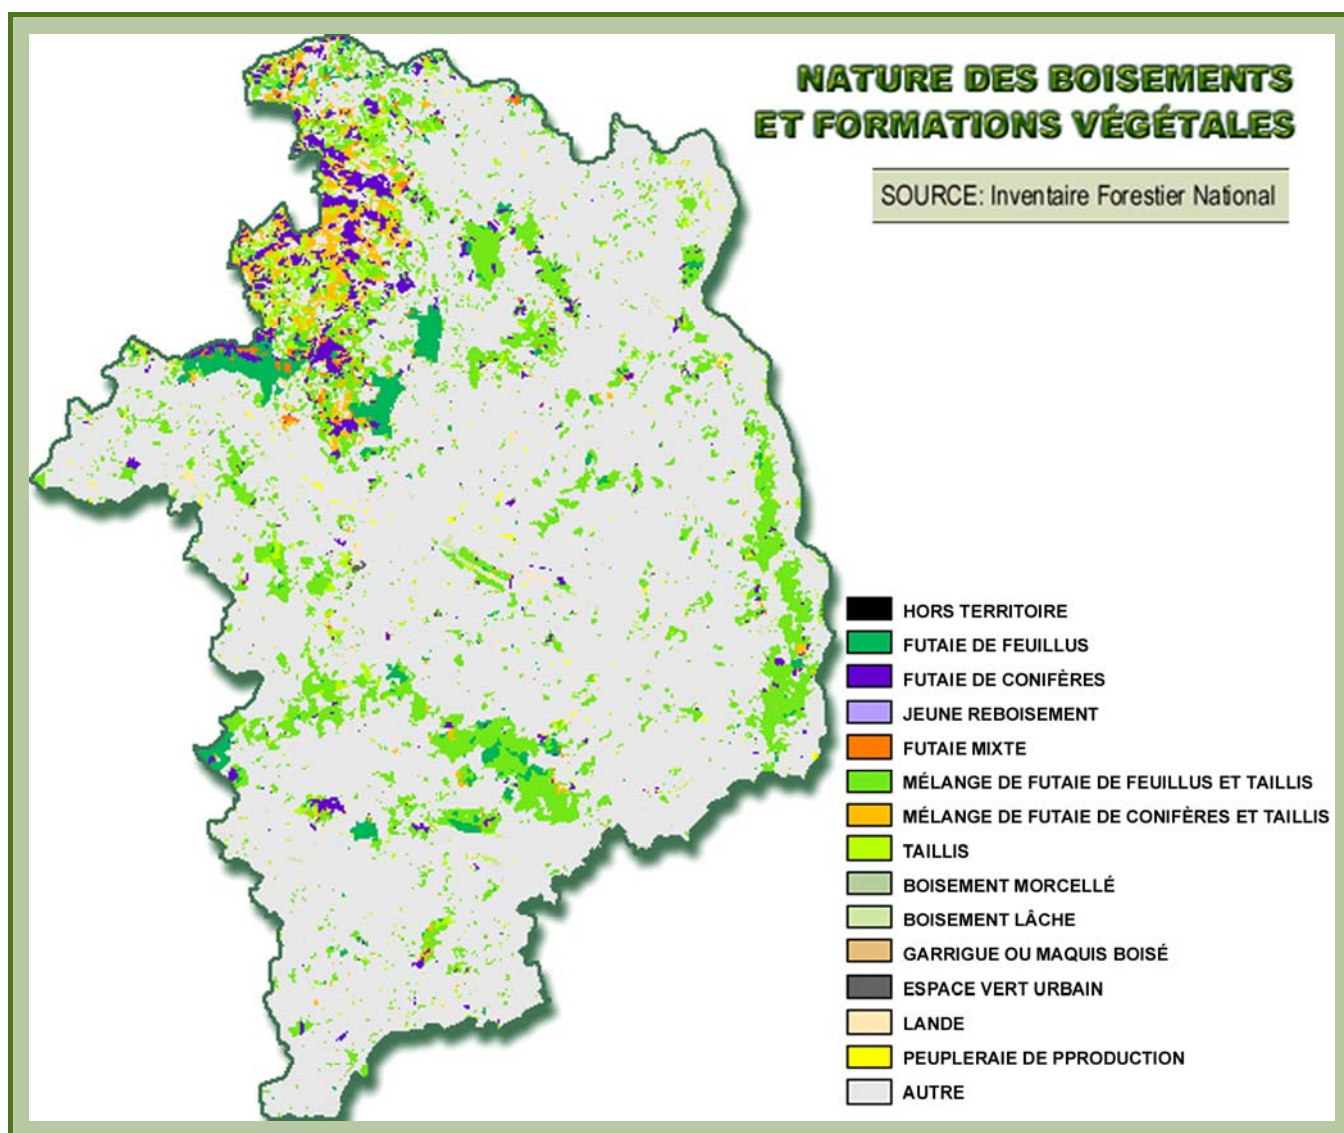 NATURE DES BOISEMENTS
ET FORMATIONS VÉGÉTALES
SOURCE: Inventaire Forestier National
HORS TERRITOIRE
FUTAIE DE FEUILLUS
FUTAIE DE CONIFÈRES
JEUNE REBOISEMENT
FUTAIE MIXTE
MÉLANGE DE FUTAIE DE FEUILLUS ET TAILLIS
MÉLANGE DE FUTAIE DE CONIFÈRES ET TAILLIS
TAILLIS
BOISEMENT MORCELLÉ
BOISEMENT LÂCHE
GARRIGUE OU MAQUIS BOISÉ
ESPACE VERT URBAIN
LANDE
PEUPLERAIE DE PPRODUCTION
AUTRE